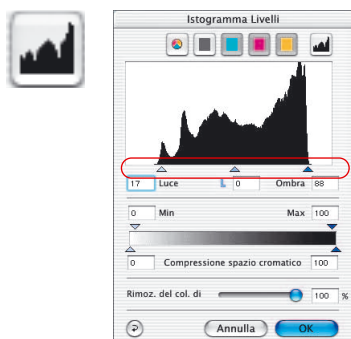 Istogramma Livelli
17 Luce 0 Ombra 88
0 Min Max 100
0 Compressione spazio cromatico 100
Rimoz. del col. di 100 %
Annulla OK